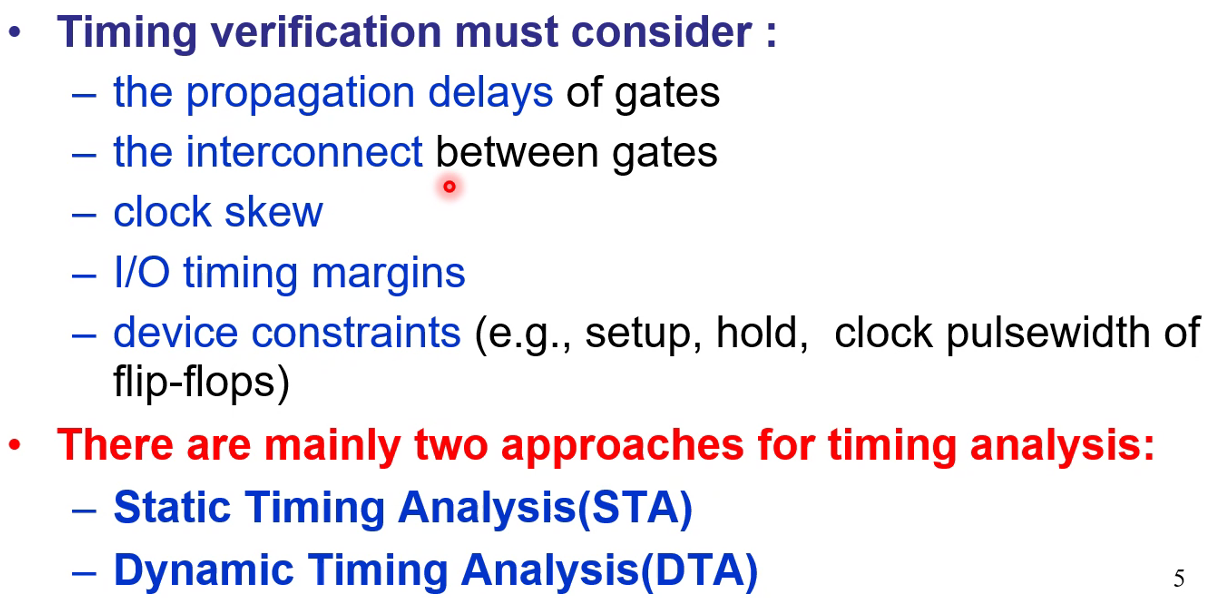 • Timing verification must consider :
– the propagation delays of gates
– the interconnect between gates
– clock skew
– I/O timing margins
– device constraints (e.g., setup, hold,  clock pulsewidth of
flip-flops)
• There are mainly two approaches for timing analysis:
– Static Timing Analysis(STA)
– Dynamic Timing Analysis(DTA)
5